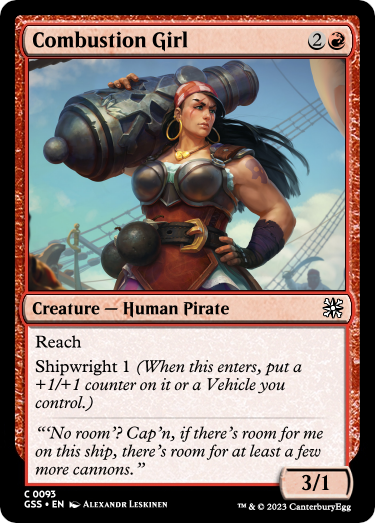 Combustion Girl 2
Creature — Human Pirate
Reach
Shipwright 1 (When this enters, put a
+1/+1 counter on it or a Vehicle you
control.)
“‘No room’? Cap’n, if there’s room for me
on this ship, there’s room for at least a few
more cannons.”
3/1
C 0093
GSS • EN Alexandr Leskinen
™ & © 2023 CanterburyEgg